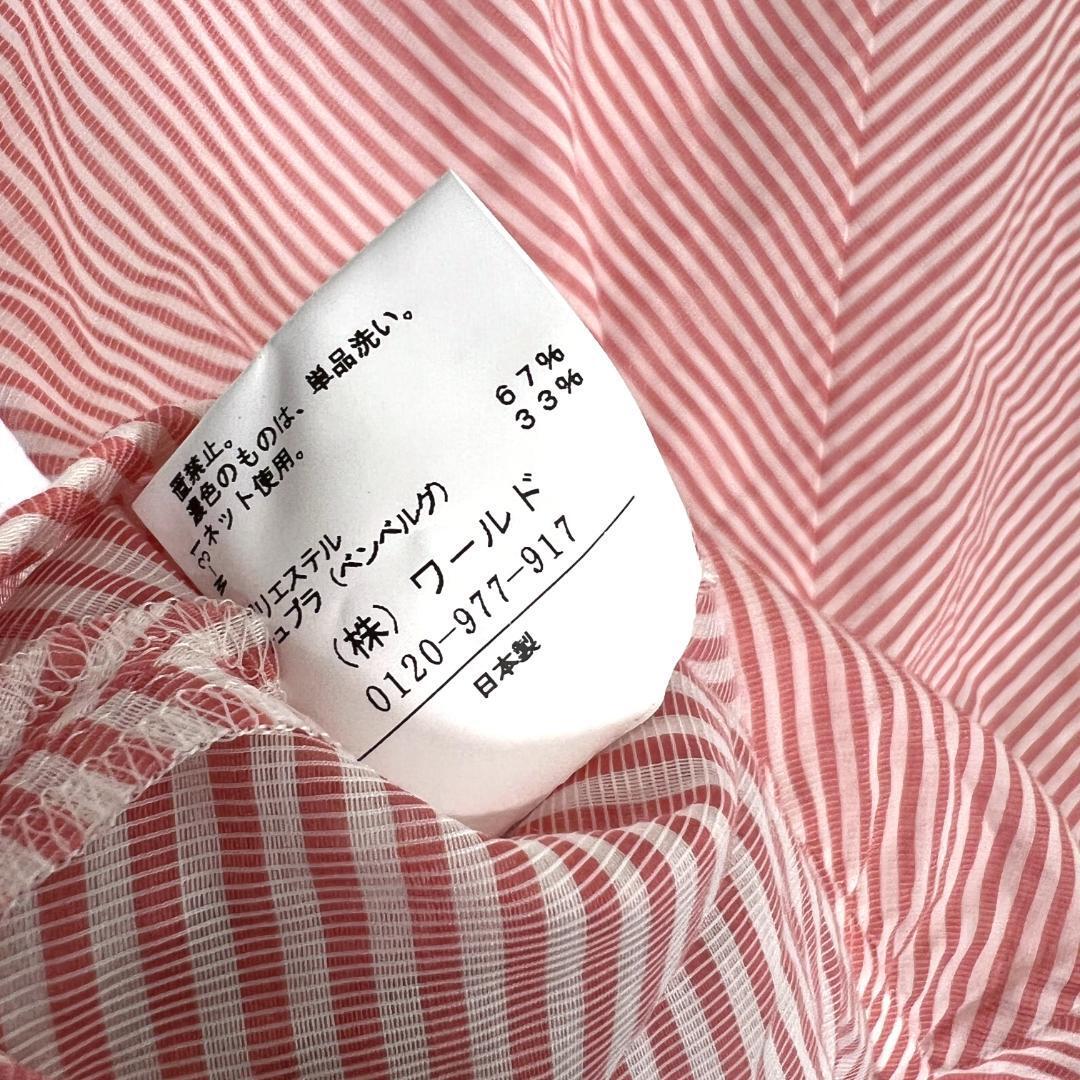 置禁止。
濃色のものは、単品洗い。
ネット使用。
リエステル 67%
ュプラ(ベンベルグ) 33%
(株)ワールド
0120-977-917
日本製